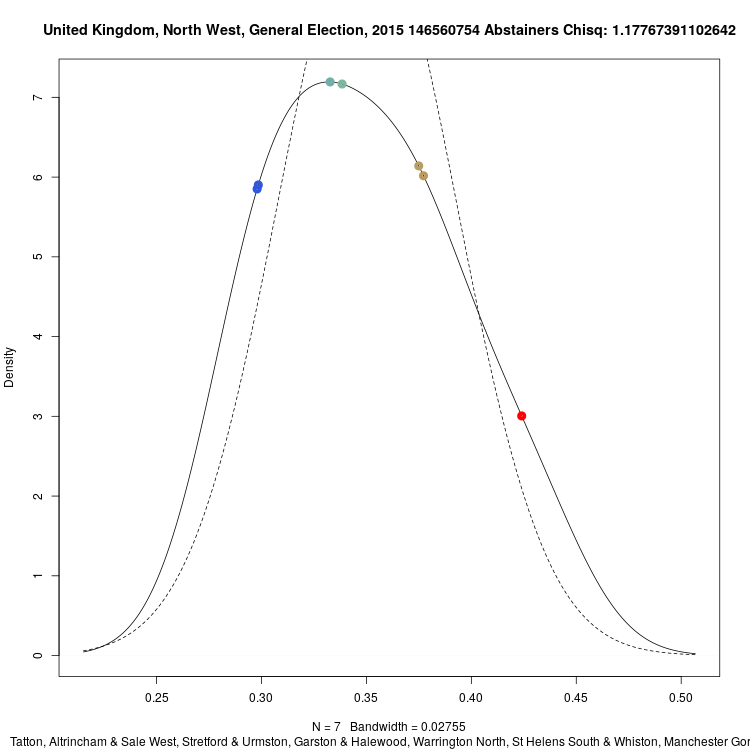 United Kingdom, North West, General Election, 2015 146560754 Abstainers Chisq: 1.17767391102642
Density
7
6
5
4
3
2
1
0
0.25 0.30 0.35 0.40 0.45 0.50
N = 7 Bandwidth = 0.02755
Tatton, Altrincham & Sale West, Stretford & Urmston, Garston & Halewood, Warrington North, St Helens South & Whiston, Manchester Gor